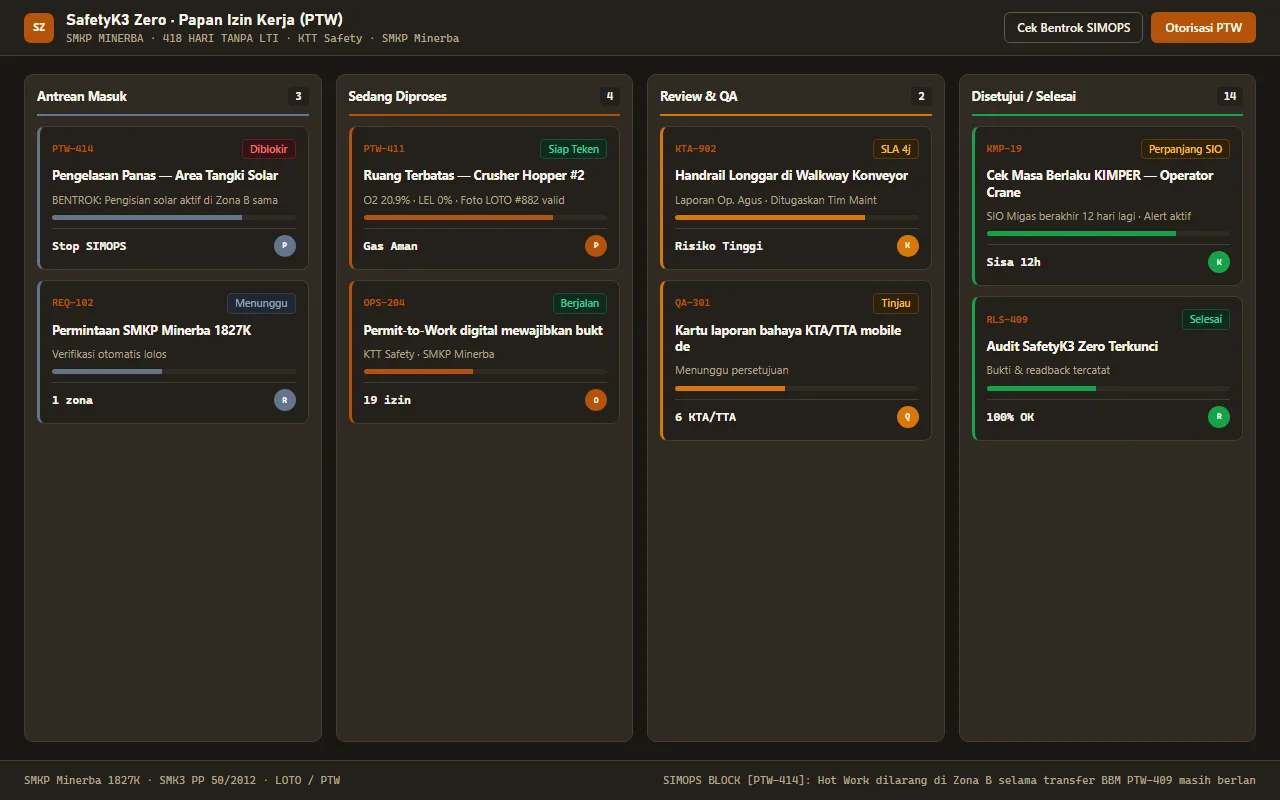 SZ
SafetyK3 Zero · Papan Izin Kerja (PTW)
SMKP MINERBA · 418 HARI TANPA LTI · KTT Safety · SMKP Minerba
Cek Bentrok SIMOPS
Otorisasi PTW
Antrean Masuk
3
PTW-414
Diblokir
Pengelasan Panas — Area Tangki Solar
BENTROK: Pengisian solar aktif di Zona B sama
Stop SIMOPS
P
REQ-102
Menunggu
Permintaan SMKP Minerba 1827K
Verifikasi otomatis lolos
1 zona
R
Sedang Diproses
4
PTW-411
Siap Teken
Ruang Terbatas — Crusher Hopper #2
O2 20.9% · LEL 0% · Foto LOTO #882 valid
Gas Aman
P
OPS-204
Berjalan
Permit-to-Work digital mewajibkan bukt
KTT Safety · SMKP Minerba
19 izin
O
Review & QA
2
KTA-902
SLA 4j
Handrail Longgar di Walkway Konveyor
Laporan Op. Agus · Ditugaskan Tim Maint
Risiko Tinggi
K
QA-301
Tinjau
Kartu laporan bahaya KTA/TTA mobile
de
Menunggu persetujuan
6 KTA/TTA
Q
Disetujui / Selesai
14
KMP-19
Perpanjang SIO
Cek Masa Berlaku KIMPER — Operator
Crane
SIO Migas berakhir 12 hari lagi · Alert aktif
Sisa 12h
K
RLS-409
Selesai
Audit SafetyK3 Zero Terkunci
Bukti & readback tercatat
100% OK
R
SMKP Minerba 1827K · SMK3 PP 50/2012 · LOTO / PTW
SIMOPS BLOCK [PTW-414]: Hot Work dilarang di Zona B selama transfer BBM PTW-409 masih berlan